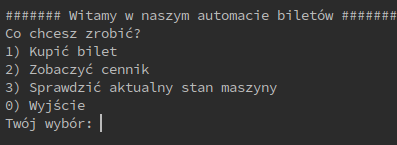 ####### Witamy w naszym automacie biletów #######
Co chcesz zrobić?
1) Kupić bilet
2) Zobaczyć cennik
3) Sprawdzić aktualny stan maszyny
0) Wyjście
Twój wybór: